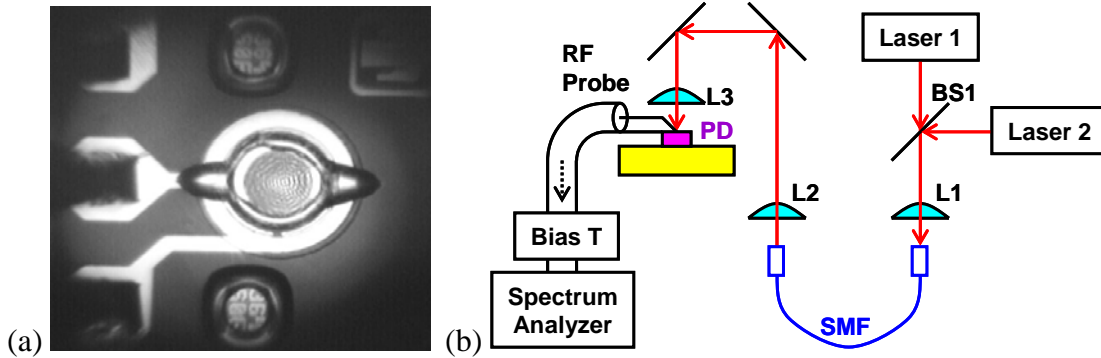 (a)
(b)
Laser 1
RF
Probe
BS1
L3
PD
Laser 2
L2
L1
Bias T
Spectrum
Analyzer
SMF